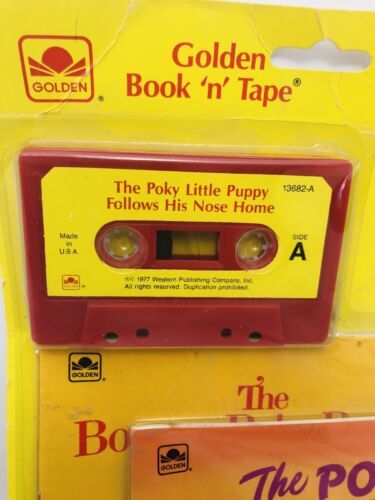 GOLDEN
®
Golden
Book 'n' Tape®
The Poky Little Puppy
Follows His Nose Home
13682-A
Made
in
U.S.A.
SIDE
A
GOLDEN ®
℗© 1977 Western Publishing Company, Inc.
All rights reserved. Duplication prohibited.
GOLDEN
The
GOLDEN
The PO